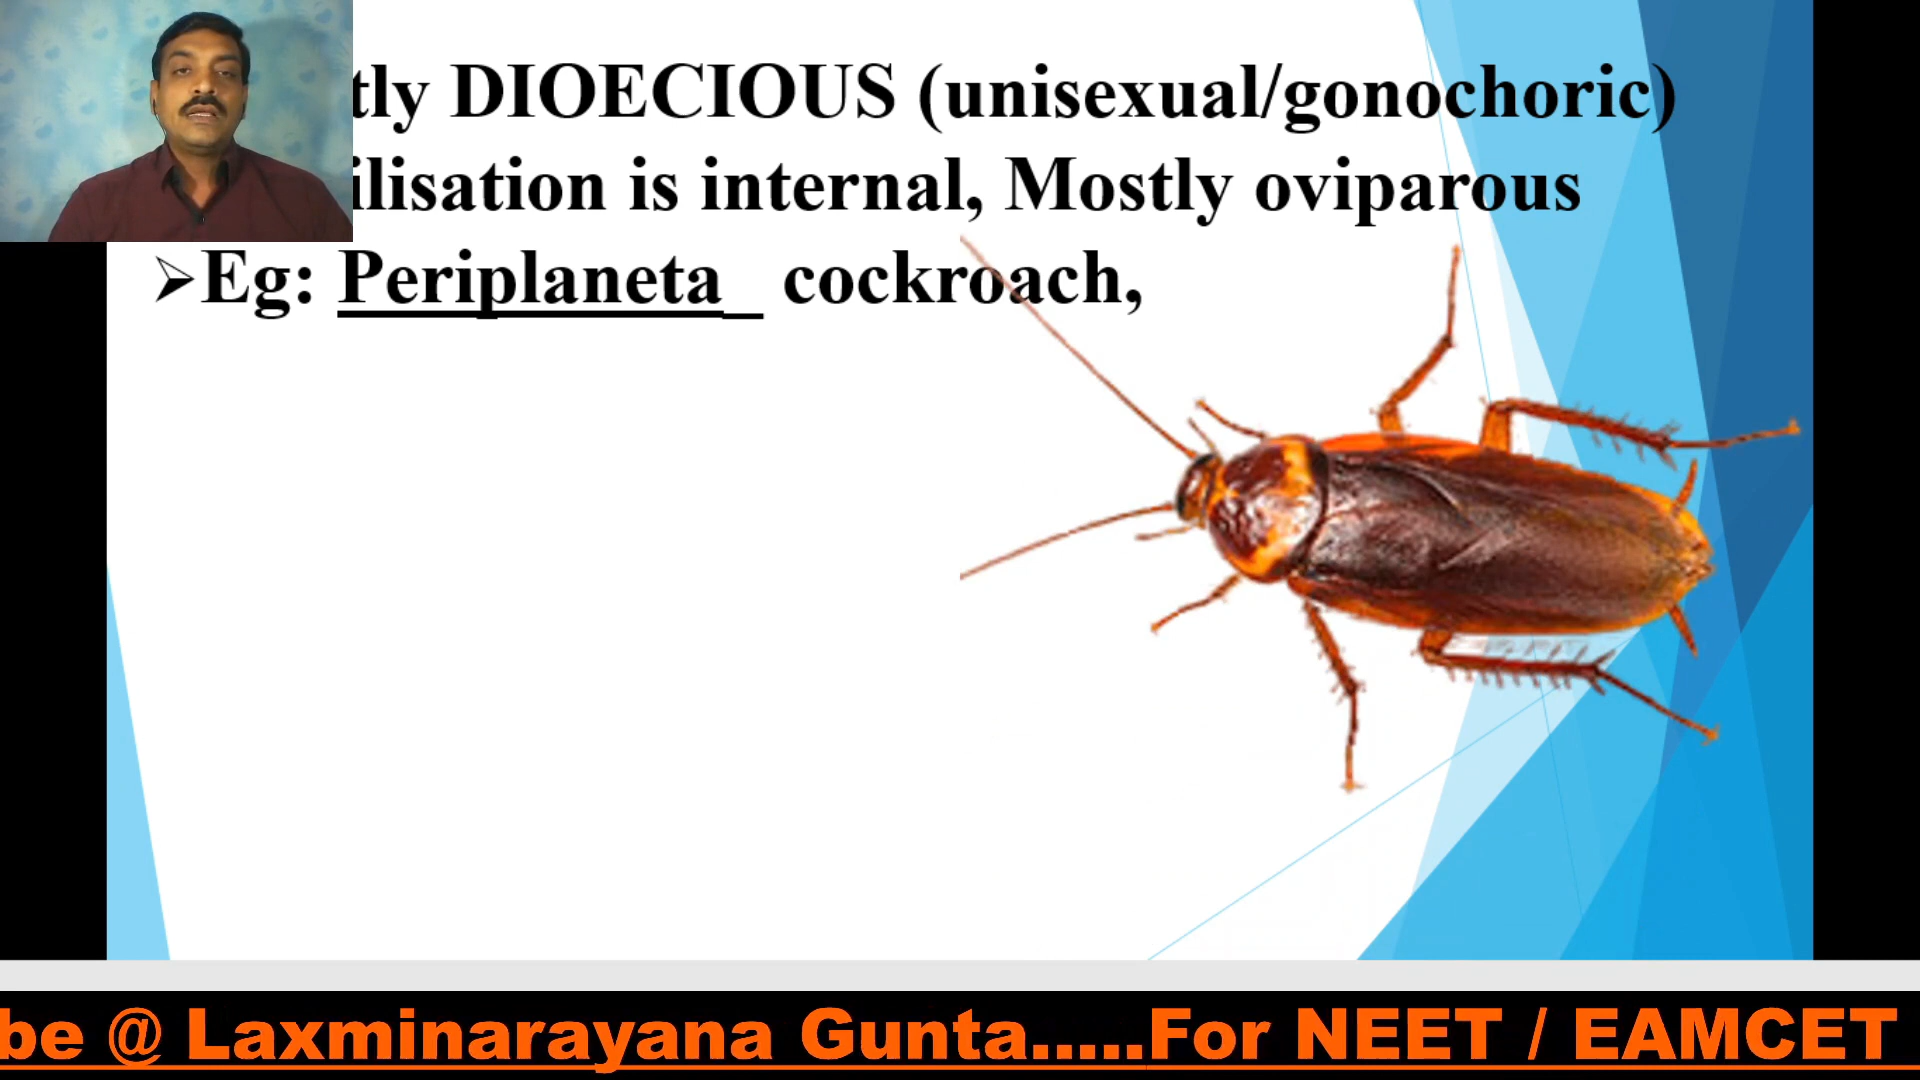 tly DIOECIOUS (unisexual/gonochoric)
ilisation is internal, Mostly oviparous
➢Eg: Periplaneta_ cockroach,
be @ Laxminarayana Gunta.....For NEET / EAMCET